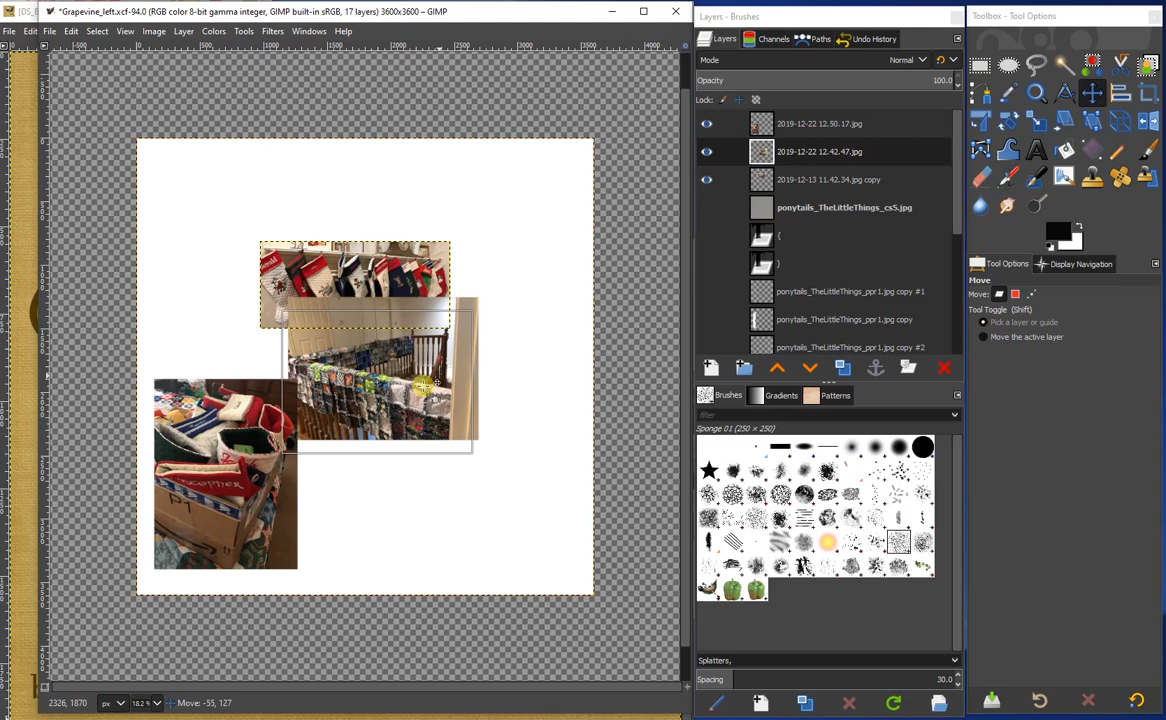 *Grapevine_left.xcf-94.0 (RGB color 8-bit gamma integer, GIMP built-in sRGB, 17 layers) 3600x3600 – GIMP
File Edit File Edit Select View Image Layer Colors Tools Filters Windows Help
Layers - Brushes
Layers Channels Paths Undo History
Mode Normal
Opacity 100.0
Lock:
2019-12-22 12.50.17.jpg
2019-12-22 12.42.47.jpg
2019-12-13 11.42.34.jpg copy
ponytails_TheLittleThings_cs5.jpg
{
}
ponytails_TheLittleThings_ppr1.jpg copy #1
ponytails_TheLittleThings_ppr1.jpg copy
ponytails_TheLittleThings_ppr1.jpg copy #2
Brushes Gradients Patterns
filter
Sponge 01 (250 × 250)
Splatters,
Spacing 30.0
Toolbox - Tool Options
Tool Options Display Navigation
Move
Move:
Tool Toggle (Shift)
Pick a layer or guide
Move the active layer
2326, 1870 px 18.2 % Move: -55, 127